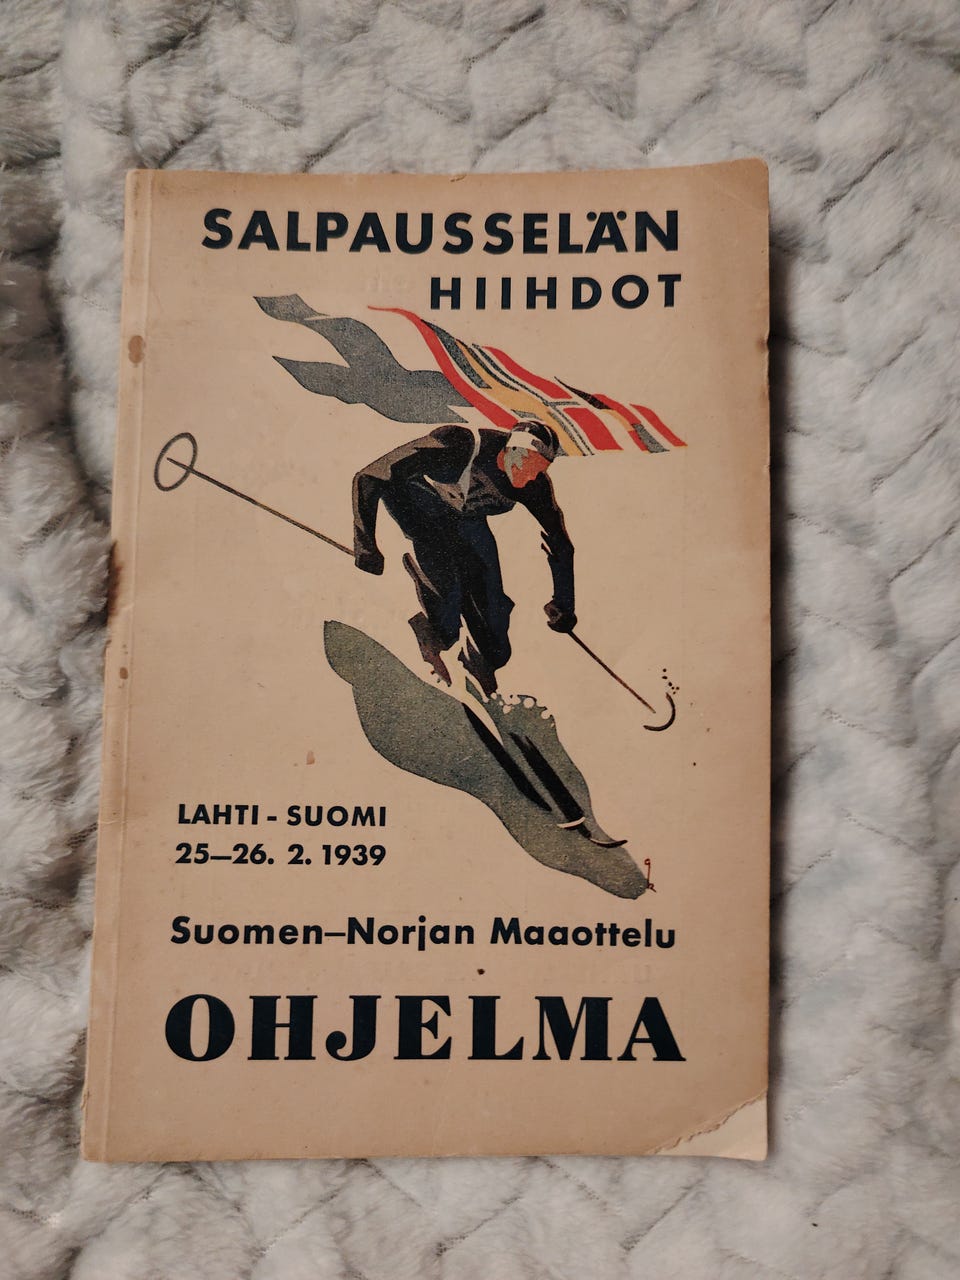 SALPAUSSELÄN
HIIHDOT
LAHTI - SUOMI
25—26. 2. 1939
Suomen—Norjan Maaottelu
OHJELMA